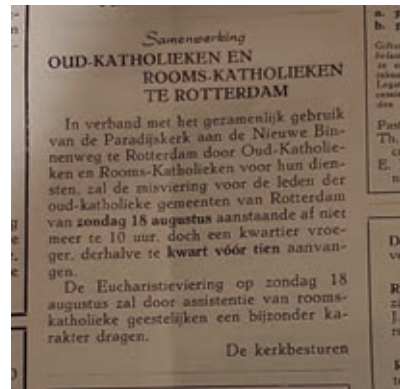 Samenwerking
OUD-KATHOLIEKEN EN
ROOMS-KATHOLIEKEN
TE ROTTERDAM
In verband met het gezamenlijk gebruik
van de Paradijskerk aan de Nieuwe Bin-
nenweg te Rotterdam door Oud-Katholie-
ken en Rooms-Katholieken voor hun dien-
sten, zal de misviering voor de leden der
oud-katholieke gemeenten van Rotterdam
van zondag 18 augustus aanstaande af niet
meer te 10 uur, doch een kwartier vroe-
ger, derhalve te kwart vóór tien aanvan-
gen.
De Eucharistieviering op zondag 18
augustus zal door assistentie van rooms-
katholieke geestelijken een bijzonder ka-
rakter dragen.
De kerkbesturen
a. p
b. p
Past
Th.
E.